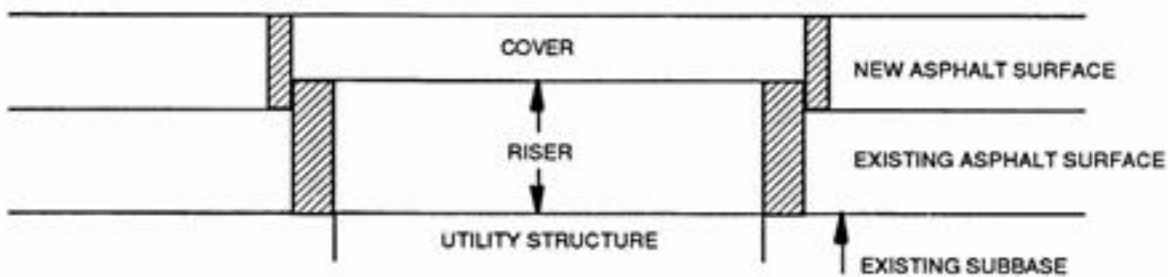 COVER
NEW ASPHALT SURFACE
RISER
EXISTING ASPHALT SURFACE
UTILITY STRUCTURE
EXISTING SUBBASE